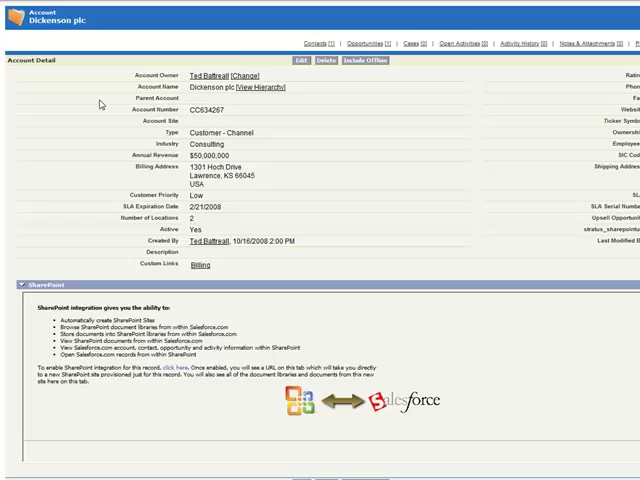 Account
Dickenson plc
Contacts [1] | Opportunities [1] | Cases [0] | Open Activities [0] | Activity History [0] | Notes & Attachments [0] | P
Account Detail
Edit Delete Include Offline
Account Owner Ted Battreall [Change] Ratin
Account Name Dickenson plc [View Hierarchy] Phon
Parent Account Fa
Account Number CC634267 Websit
Account Site Ticker Symbo
Type Customer - Channel Ownershi
Industry Consulting Employee
Annual Revenue $50,000,000 SIC Cod
Billing Address 1301 Hoch Drive Shipping Addres
Lawrence, KS 66045
USA
Customer Priority Low SL
SLA Expiration Date 2/21/2008 SLA Serial Numbe
Number of Locations 2 Upsell Opportuni
Active Yes status_sharepointu
Created By Ted Battreall, 10/16/2008 2:00 PM Last Modified B
Description
Custom Links Billing
SharePoint
SharePoint integration gives you the ability to:
• Automatically create SharePoint Sites
• Browse SharePoint document libraries from within Salesforce.com
• Store documents into SharePoint libraries from within Salesforce.com
• View SharePoint documents from within Salesforce.com
• View Salesforce.com account, contact, opportunity and activity information within SharePoint
• Open Salesforce.com records from within SharePoint
To enable SharePoint integration for this record, click here. Once enabled, you will see a URL on this tab which will take you directly
to a new SharePoint site provisioned just for this record. You will also see all of the document libraries and documents from this new
site here on this tab.
Salesforce